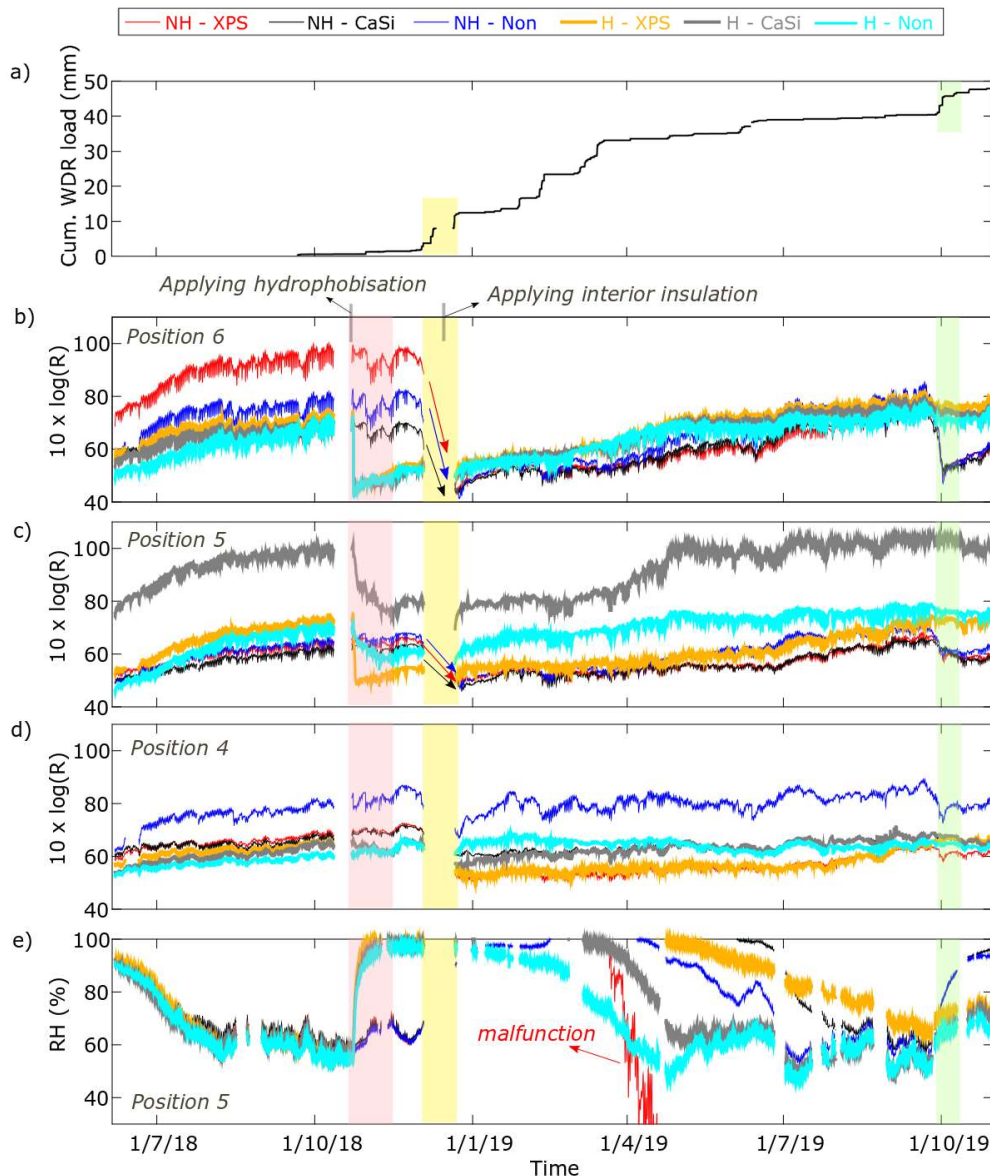 NH - XPS NH - CaSi NH - Non H - XPS H - CaSi H - Non
a)
Cum. WDR load (mm)
50
40
30
20
10
0
Applying hydrophobisation
Applying interior insulation
b)
Position 6
10 x log(R)
100
80
60
40
c)
Position 5
10 x log(R)
100
80
60
40
d)
Position 4
10 x log(R)
100
80
60
40
e)
RH (%)
100
80
60
40
malfunction
Position 5
1/7/18 1/10/18 1/1/19 1/4/19 1/7/19 1/10/19
Time